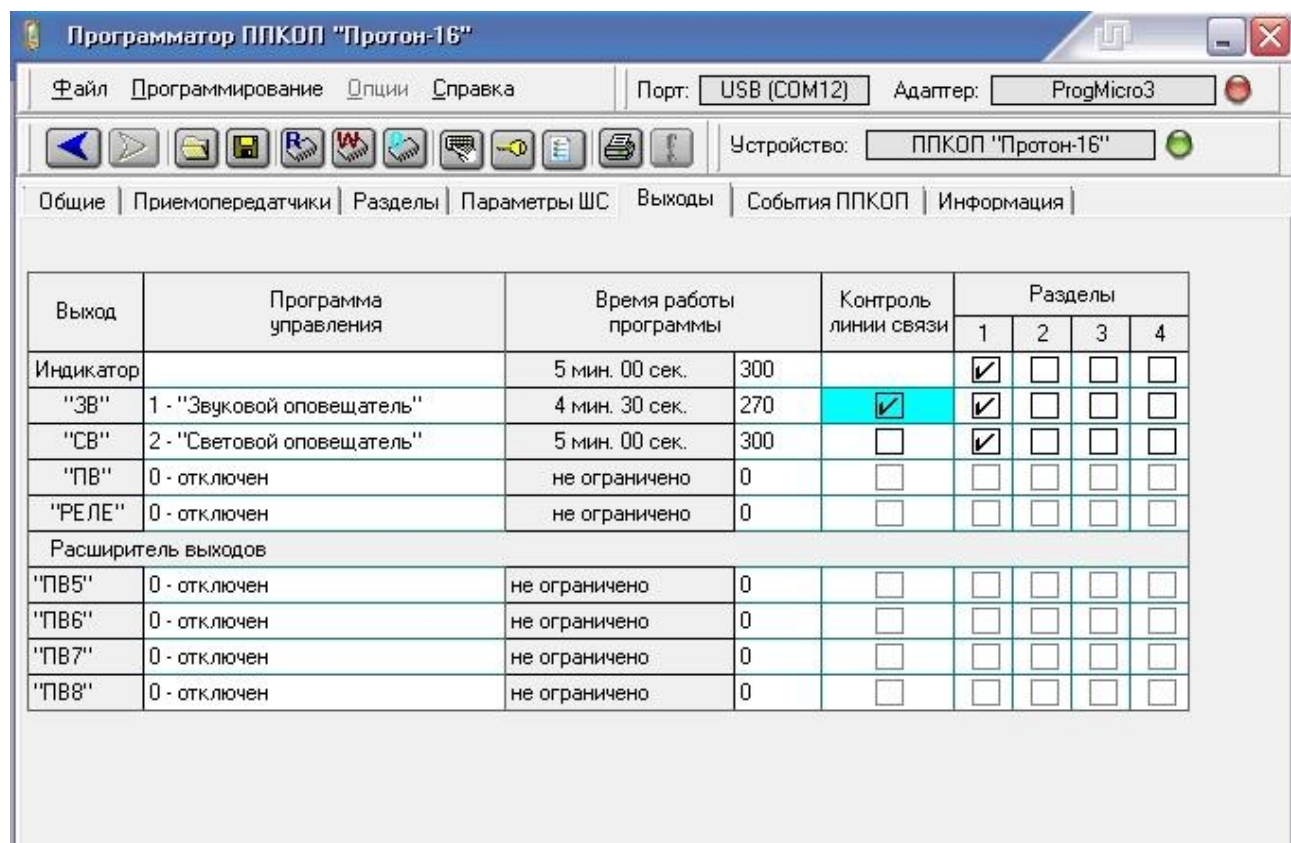 Программатор ППКОП "Протон-16"
Файл Программирование Опции Справка Порт: USB (COM12) Адаптер: ProgMicro3
Устройство: ППКОП "Протон-16"
Общие Приемопередатчики Разделы Параметры ШС Выходы События ППКОП Информация
Выход Программа управления Время работы программы Контроль линии связи Разделы
1 2 3 4
Индикатор 5 мин. 00 сек. 300
"ЗВ" 1 - "Звуковой оповещатель" 4 мин. 30 сек. 270
"СВ" 2 - "Световой оповещатель" 5 мин. 00 сек. 300
"ПВ" 0 - отключен не ограничено 0
"РЕЛЕ" 0 - отключен не ограничено 0
Расширитель выходов
"ПВ5" 0 - отключен не ограничено 0
"ПВ6" 0 - отключен не ограничено 0
"ПВ7" 0 - отключен не ограничено 0
"ПВ8" 0 - отключен не ограничено 0